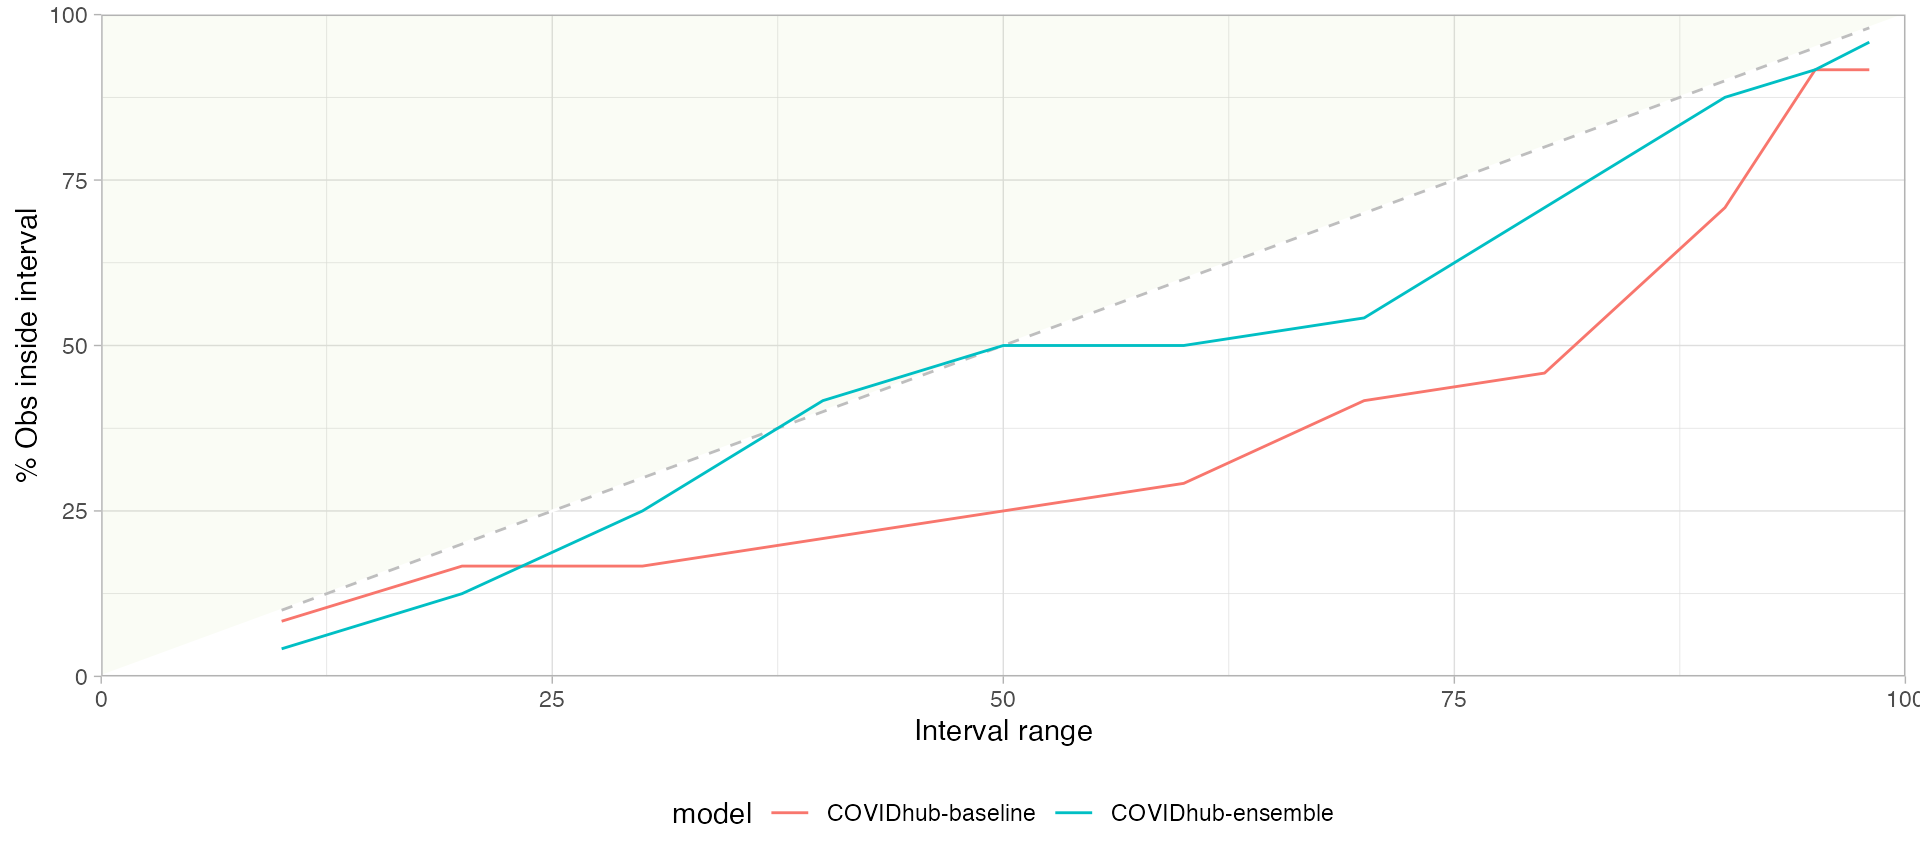 % Obs inside interval
100
75
50
25
0
0 25 50 75 100
Interval range
model COVIDhub-baseline COVIDhub-ensemble